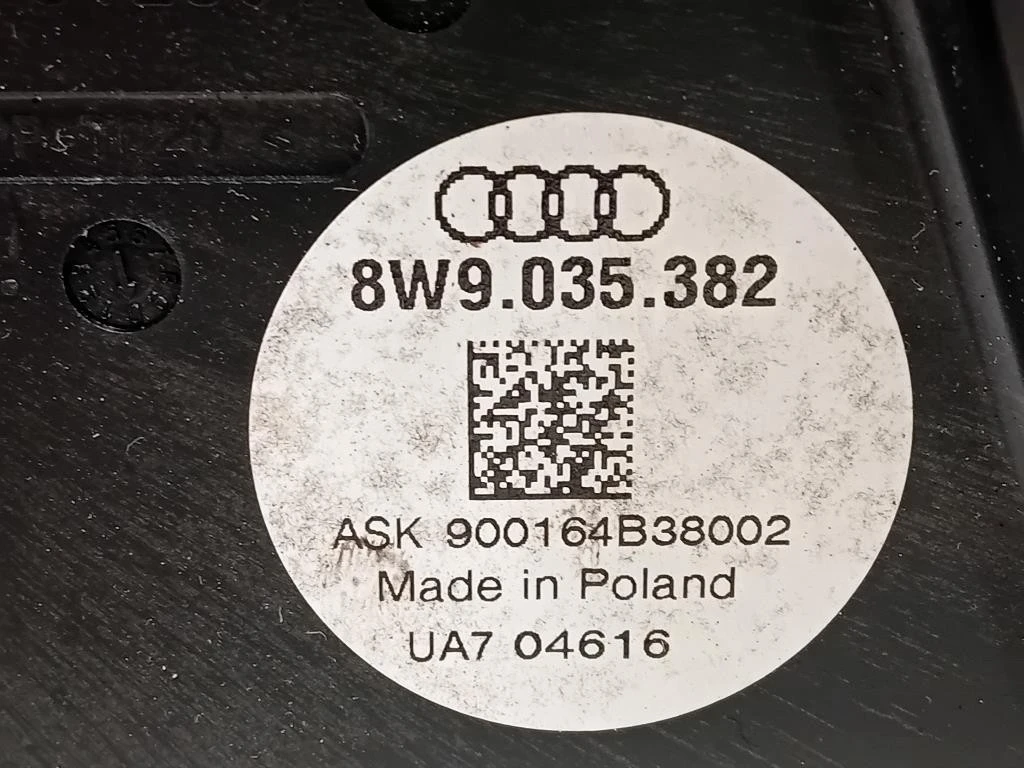 8W9.035.382
ASK 900164B38002
Made in Poland
UA7 04616